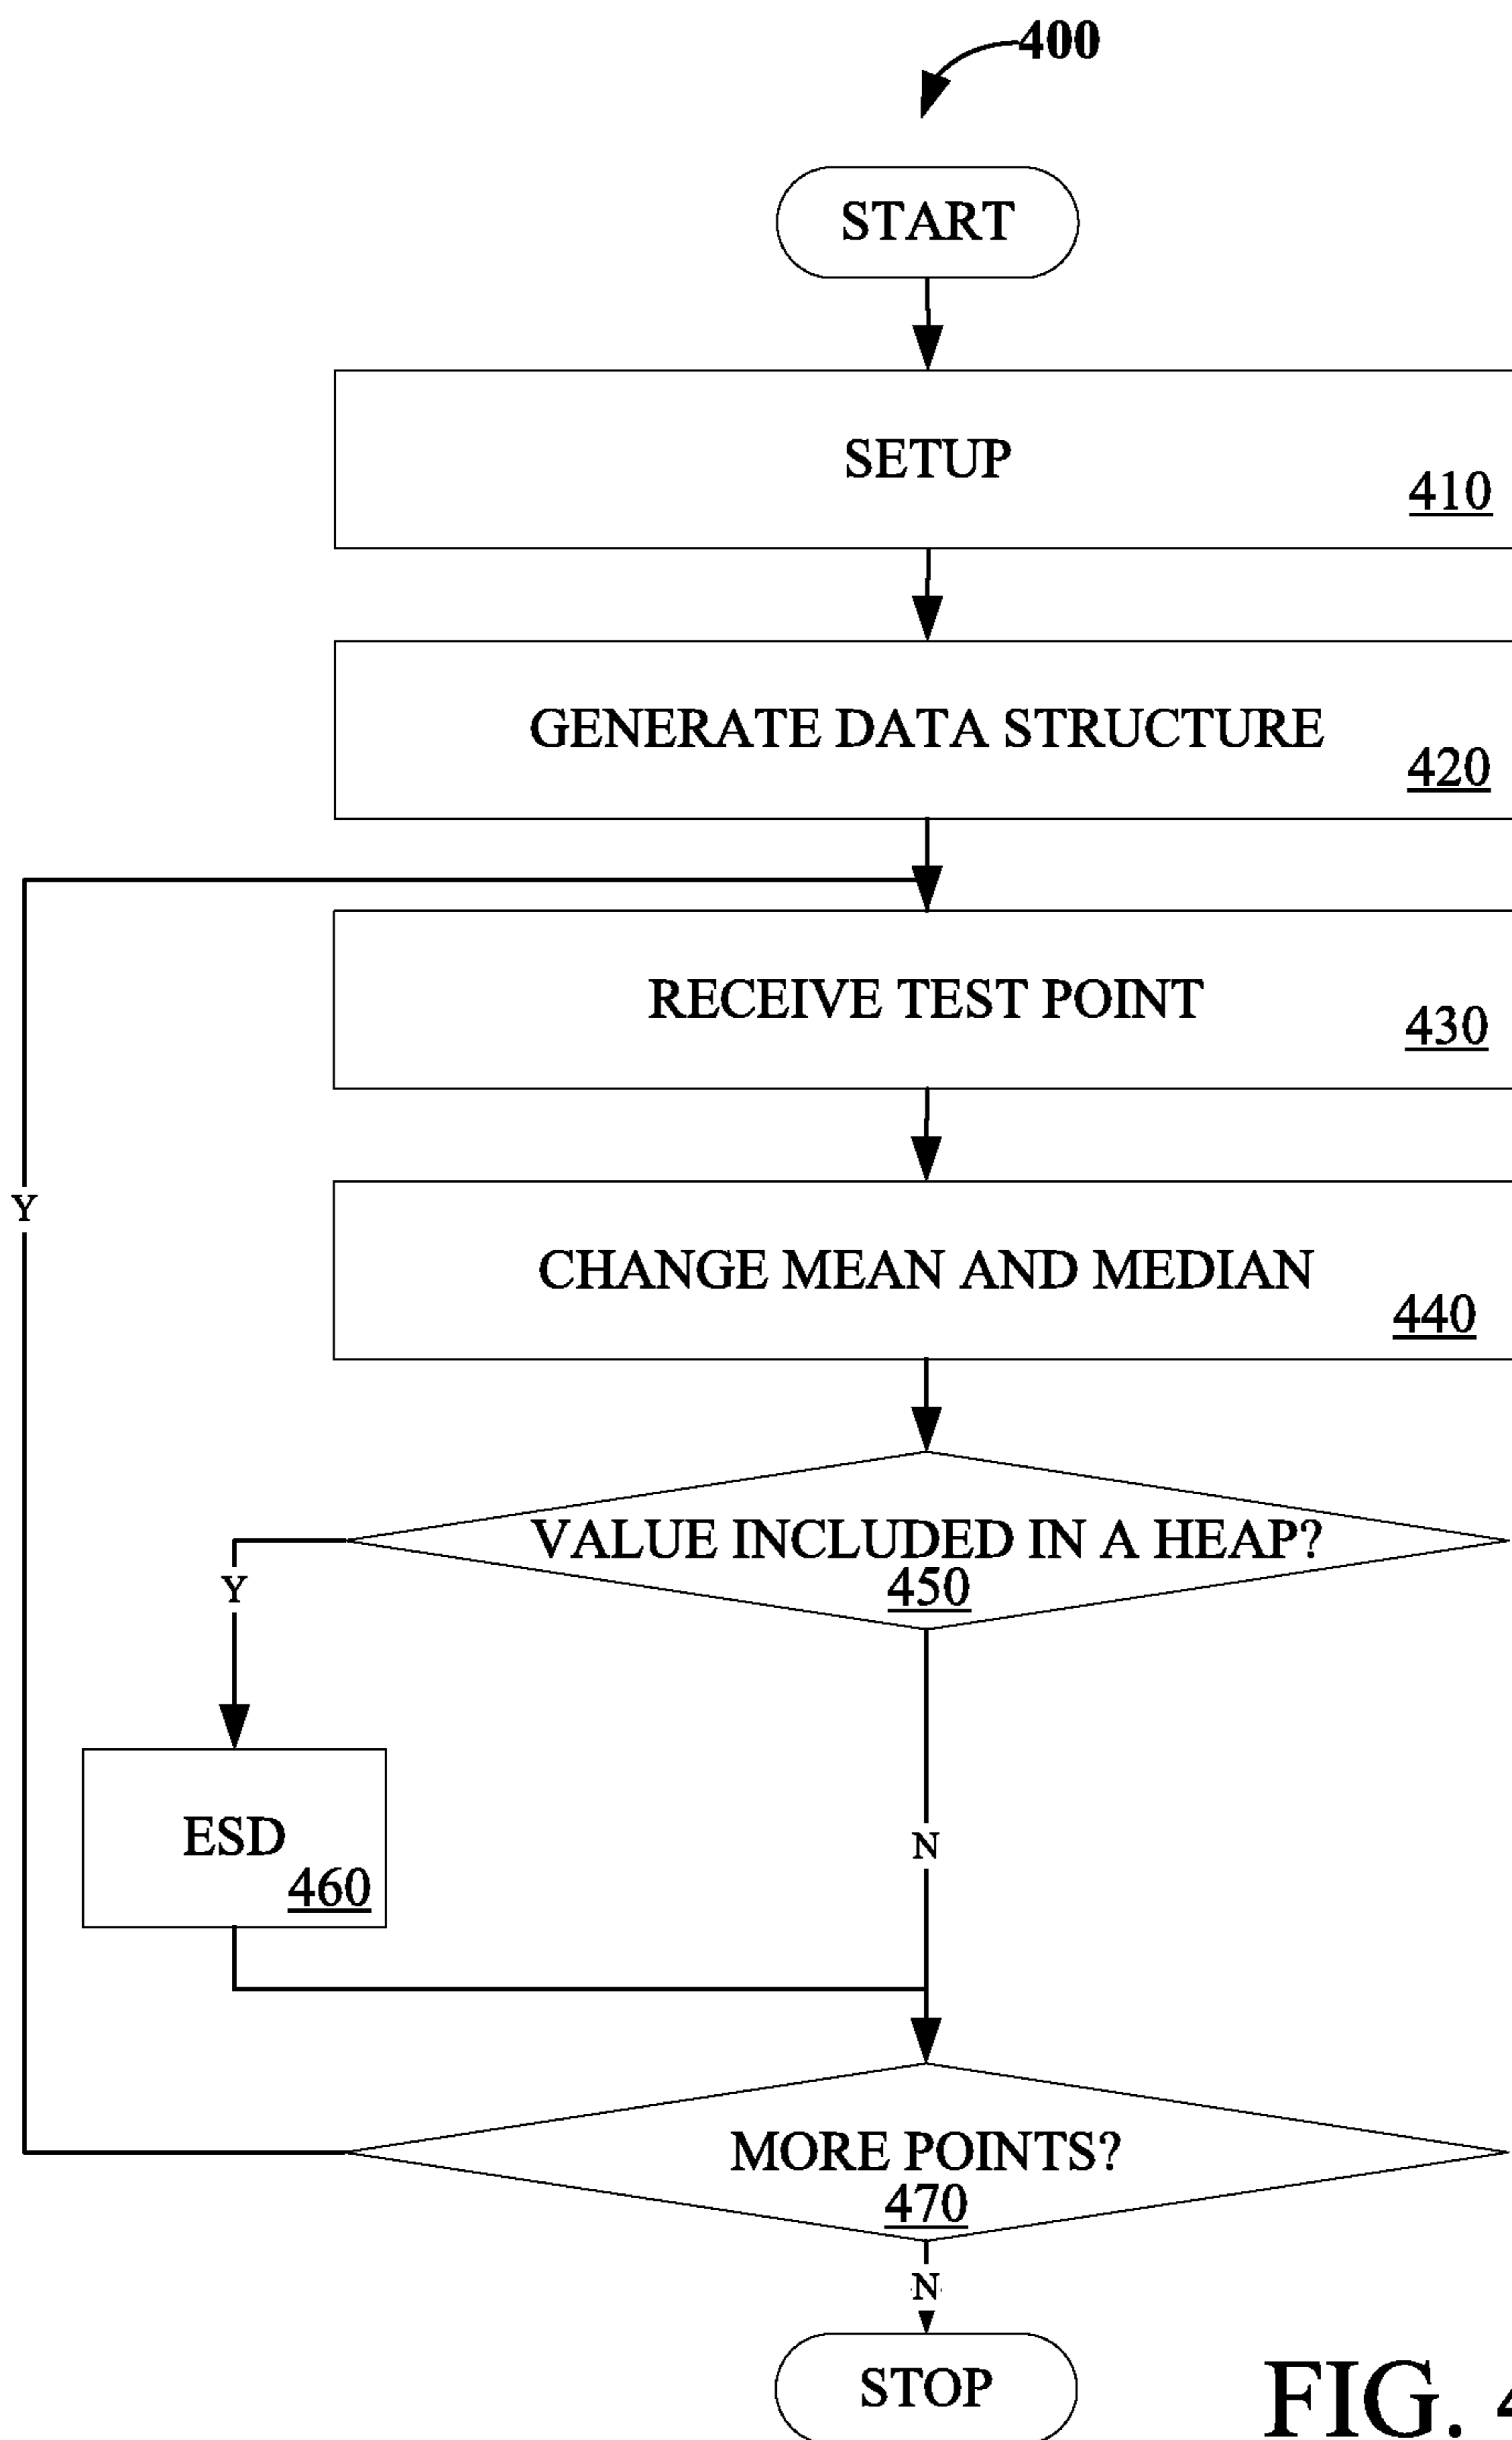 400
START
SETUP
410
GENERATE DATA STRUCTURE
420
RECEIVE TEST POINT
430
Y
CHANGE MEAN AND MEDIAN
440
VALUE INCLUDED IN A HEAP?
450
Y
ESD
460
N
MORE POINTS?
470
N
STOP
FIG. 4